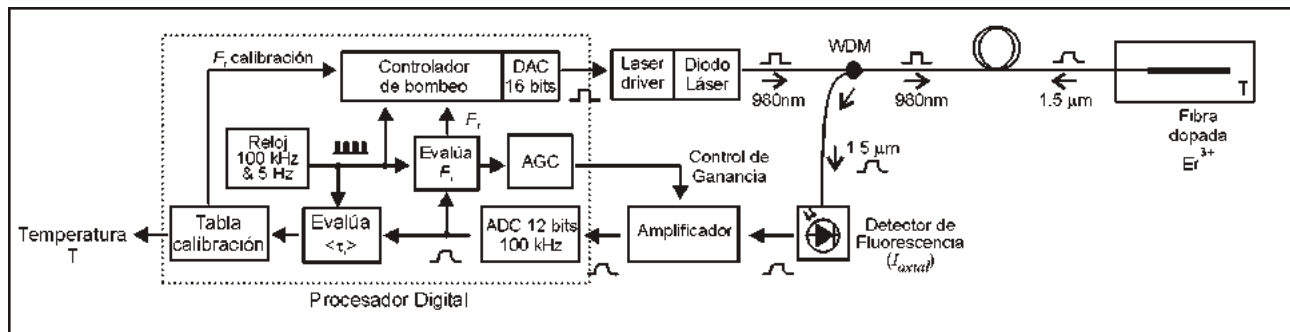 F_r calibración
Controlador
de bombeo
DAC
16 bits
Laser
driver
Diodo
Láser
980nm
WDM
980nm
1.5 μm
T
Fibra
dopada
Er³⁺
Reloj
100 kHz
& 5 Hz
F_r
Evalúa
F_r
AGC
Control de
Ganancia
1 5 μm
Temperatura
T
Tabla
calibración
Evalúa
<τ_r>
ADC 12 bits
100 kHz
Amplificador
Detector de
Fluorescencia
(I_axial)
Procesador Digital